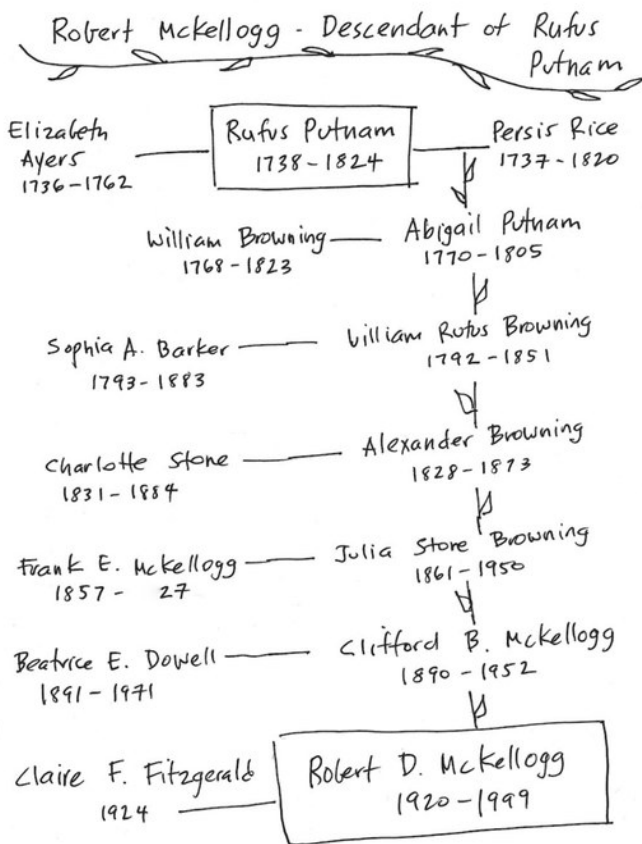 Robert McKellogg - Descendant of Rufus
Putnam
Elizabeth
Ayers
1736-1762
Rufus Putnam
1738-1824
Persis Rice
1737-1820
William Browning
1768-1823
Abigail Putnam
1770-1805
Sophia A. Barker
1793-1883
William Rufus Browning
1792-1851
Charlotte Stone
1831-1884
Alexander Browning
1828-1873
Frank E. McKellogg
1857- 27
Julia Stone Browning
1861-1950
Beatrice E. Dowell
1891-1971
Clifford B. McKellogg
1890-1952
Claire F. Fitzgerald
1924
Robert D. McKellogg
1920-1999